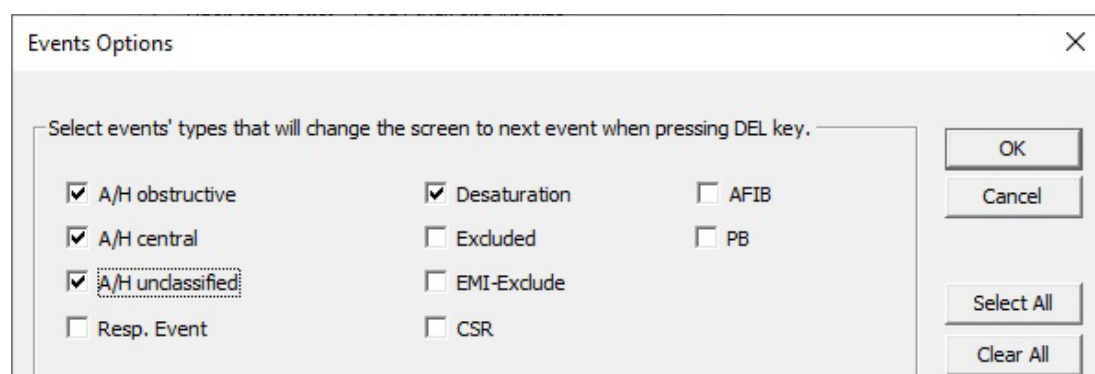 Events Options
Select events' types that will change the screen to next event when pressing DEL key.
OK
A/H obstructive
Desaturation
AFIB
Cancel
A/H central
Excluded
PB
A/H unclassified
EMI-Exclude
Select All
Resp. Event
CSR
Clear All